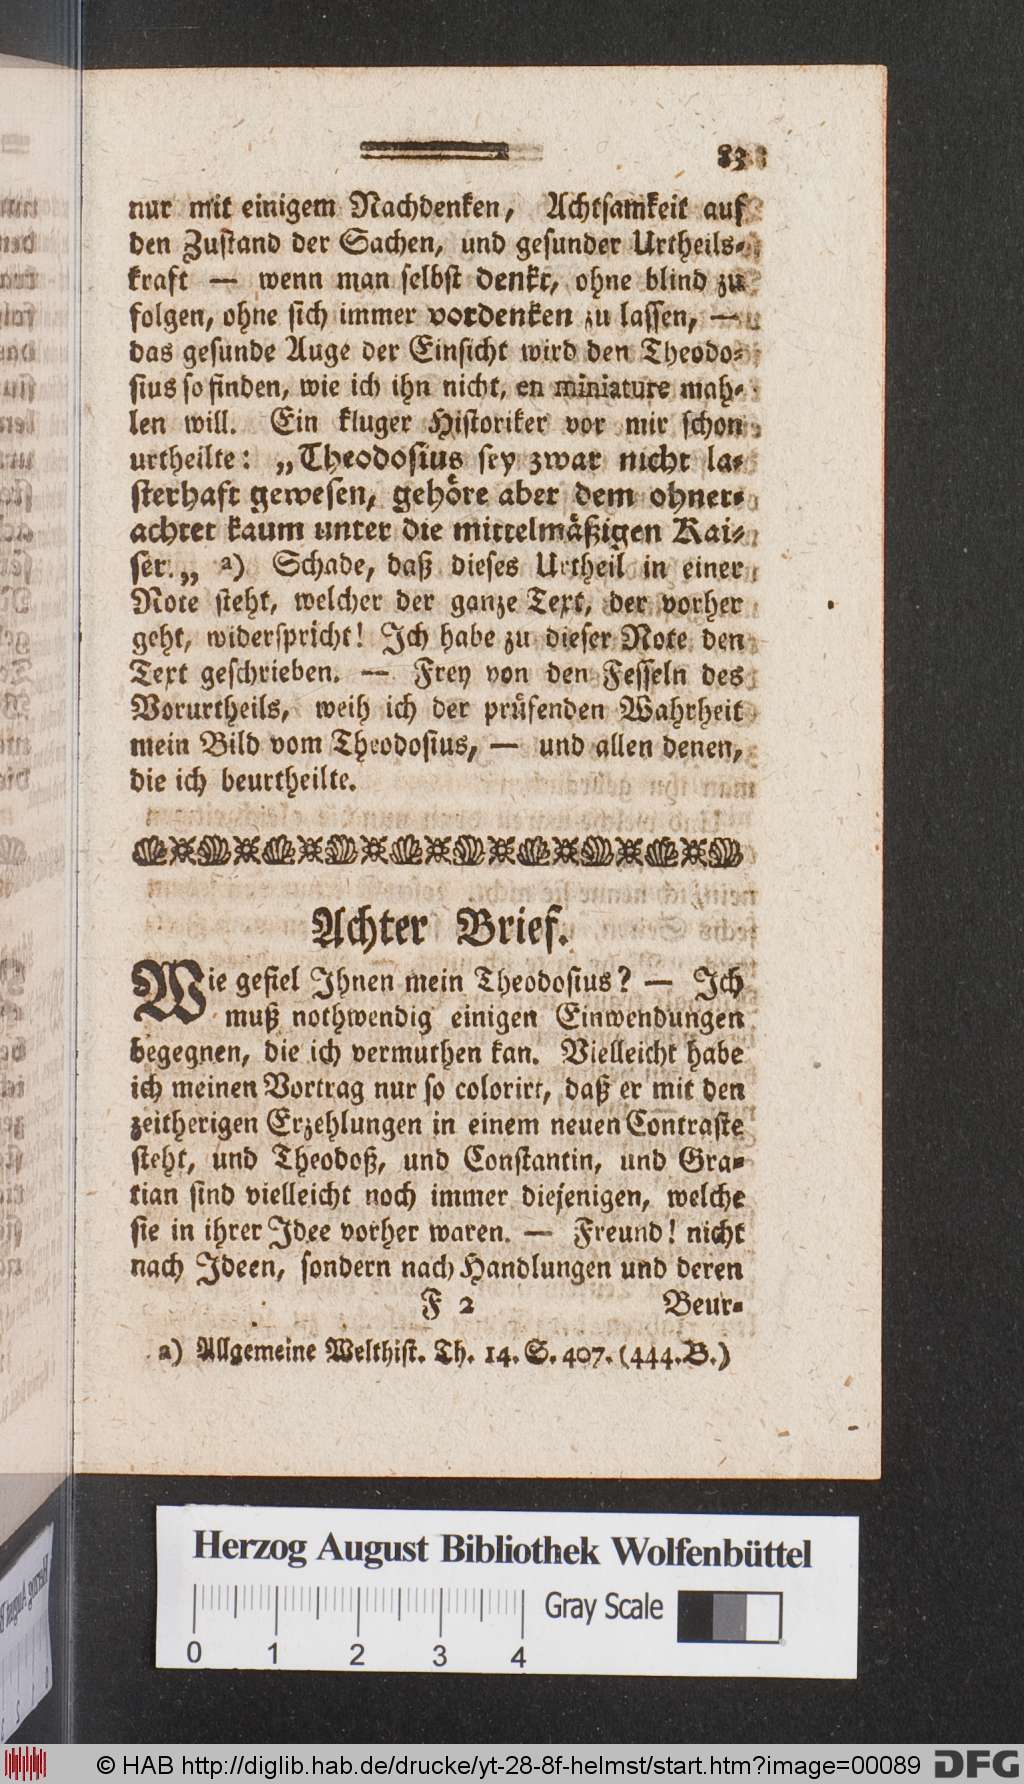 83
nur mit einigem Nachdenken, Achtsamkeit auf
den Zustand der Sachen, und gesunder Urtheils-
kraft — wenn man selbst denkt, ohne blind zu
folgen, ohne sich immer vordenken zu lassen, —
das gesunde Auge der Einsicht wird den Theodo-
sius so finden, wie ich ihn nicht, en miniature mah-
len will. Ein kluger Historiker vor mir schon
urtheilte: „Theodosius sey zwar nicht la-
sterhaft gewesen, gehöre aber dem ohner-
achtet kaum unter die mittelmäßigen Kai-
ser.„ a) Schade, daß dieses Urtheil in einer
Note steht, welcher der ganze Text, der vorher
geht, widerspricht! Ich habe zu dieser Note den
Text geschrieben. — Frey von den Fesseln des
Vorurtheils, weih ich der prüfenden Wahrheit
mein Bild vom Theodosius, — und allen denen,
die ich beurtheilte.
Achter Brief.
Wie gefiel Ihnen mein Theodosius? — Ich
muß nothwendig einigen Einwendungen
begegnen, die ich vermuthen kan. Vielleicht habe
ich meinen Vortrag nur so colorirt, daß er mit den
zeitherigen Erzehlungen in einem neuen Contraste
steht, und Theodoß, und Constantin, und Gra-
tian sind vielleicht noch immer diejenigen, welche
sie in ihrer Idee vorher waren. — Freund! nicht
nach Ideen, sondern nach Handlungen und deren
F 2 Beur-
a) Allgemeine Welthist. Th. 14. S. 407. (444. B.)
Herzog August Bibliothek Wolfenbüttel
Gray Scale
0 1 2 3 4
© HAB http://diglib.hab.de/drucke/yt-28-8f-helmst/start.htm?image=00089 DFG